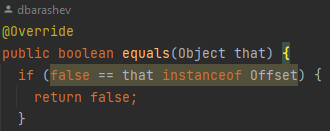 dbarashev
@Override
public boolean equals(Object that) {
if (false == that instanceof Offset) {
return false;
}